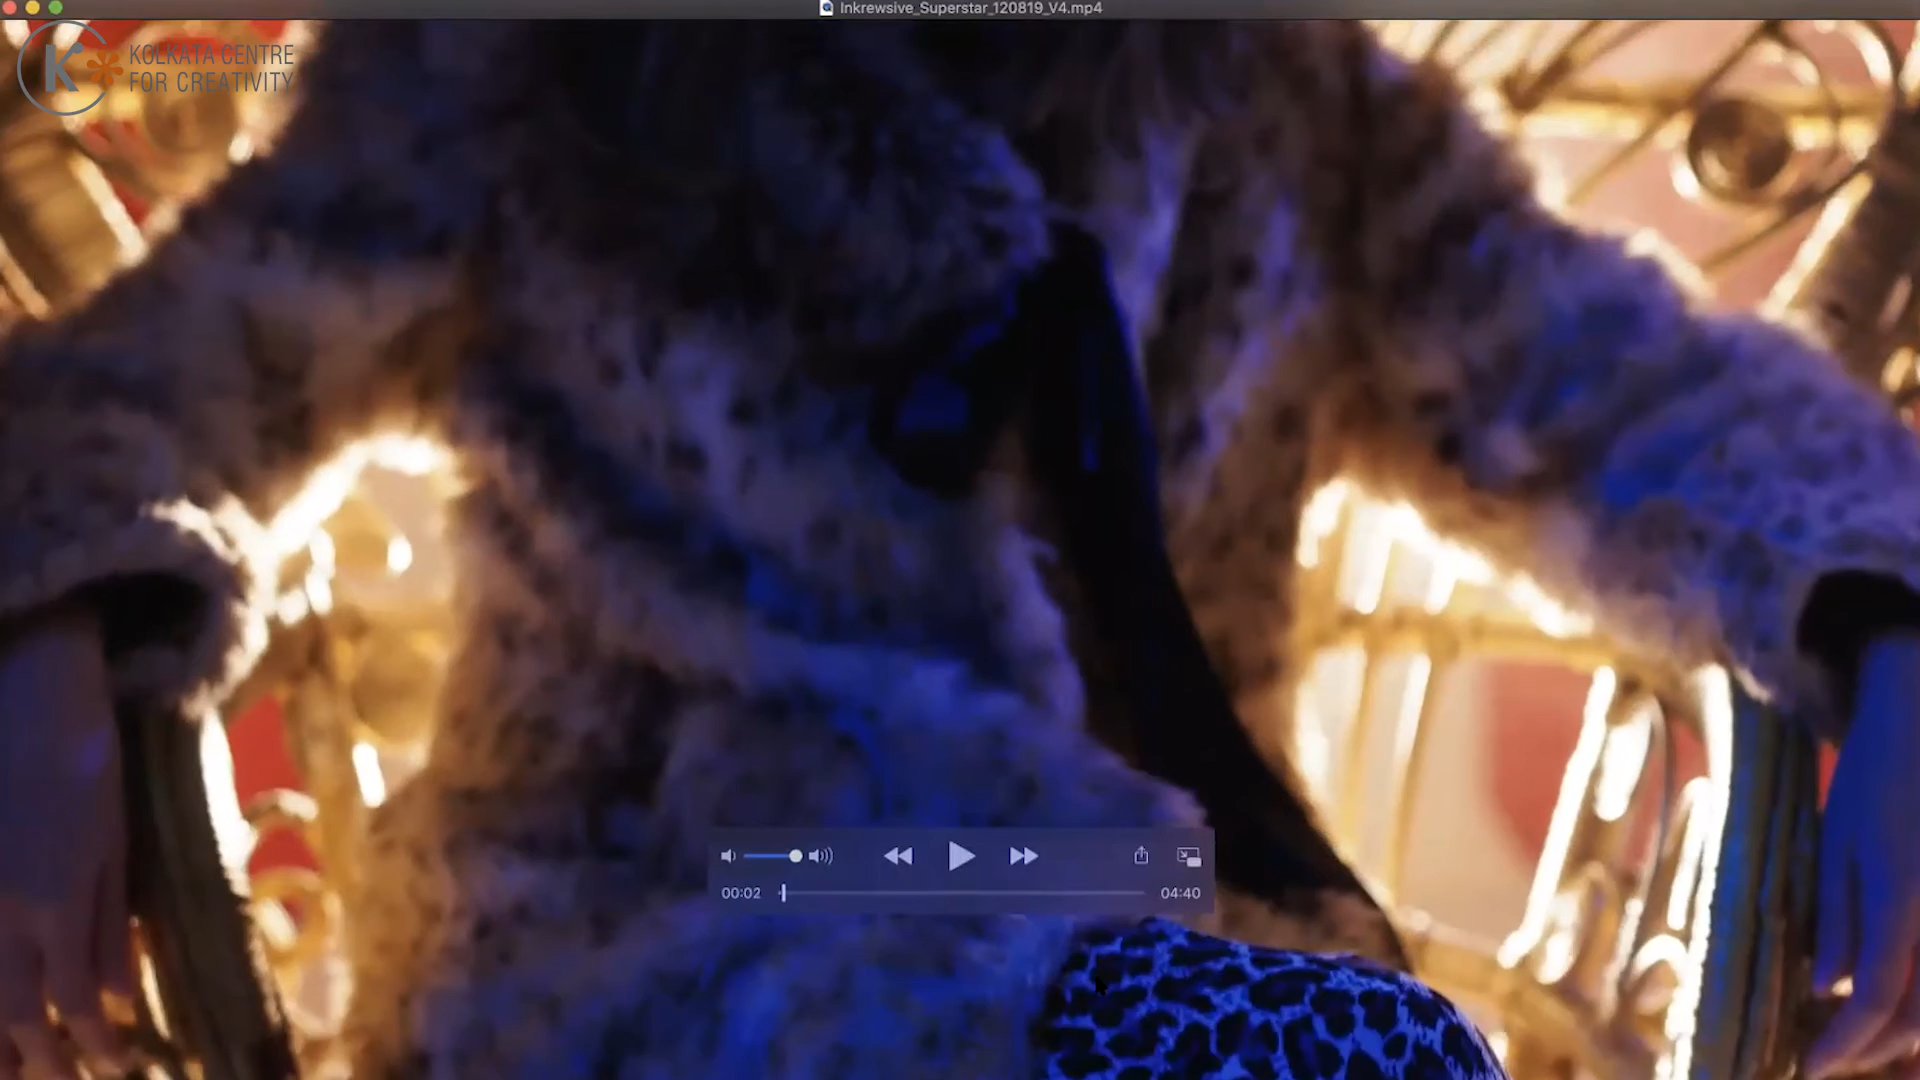 Inkrewsive_Superstar_120819_V4.mp4
K
KOLKATA CENTRE
FOR CREATIVITY
00:02
04:40